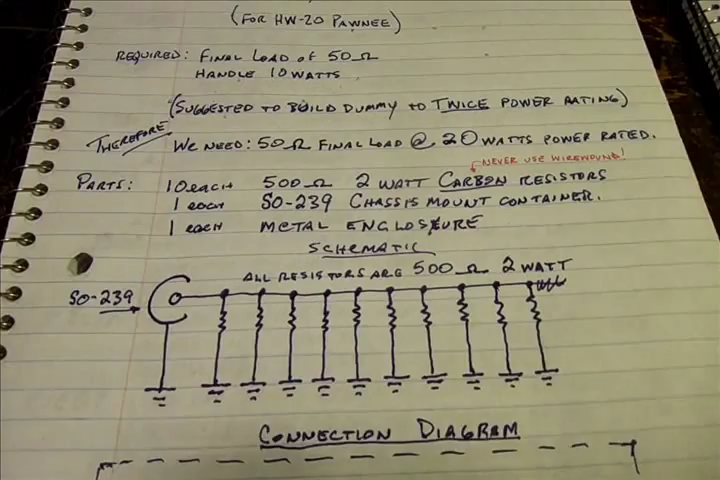 (FOR HW-20 PAWNEE)
REQUIRED: FINAL LOAD OF 50Ω
HANDLE 10 WATTS
(SUGGESTED TO BUILD DUMMY TO TWICE POWER RATING)
THEREFORE
WE NEED: 50Ω FINAL LOAD @ 20 WATTS POWER RATED.
NEVER USE WIREWOUND!
PARTS: 10 EACH 500Ω 2 WATT CARBON RESISTORS
1 EACH SO-239 CHASSIS MOUNT CONTAINER.
1 EACH METAL ENCLOSURE
SCHEMATIC
ALL RESISTORS ARE 500Ω 2 WATT
SO-239
CONNECTION DIAGRAM